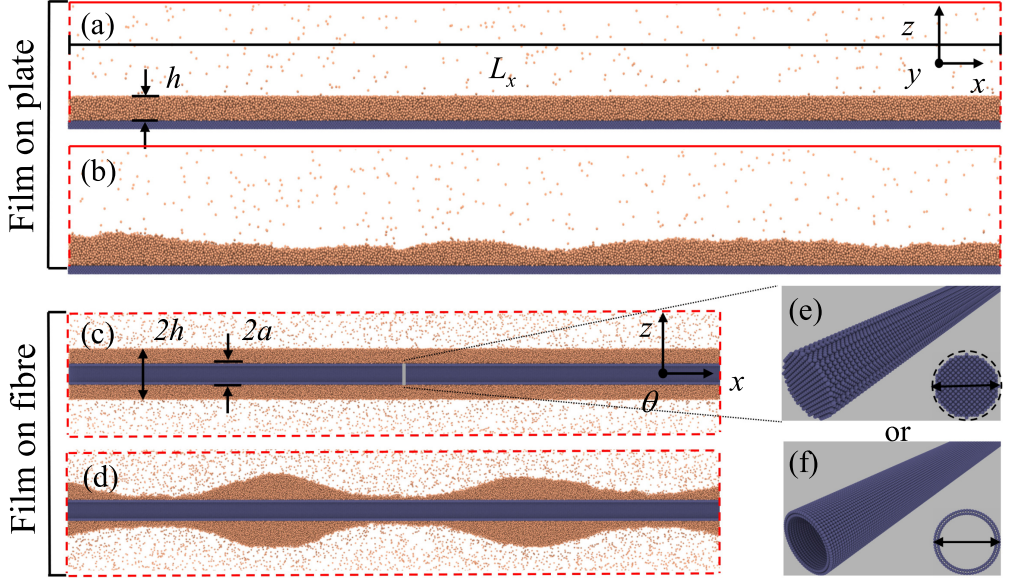 Film on plate
(a)
h
L_x
z
y
x
(b)
Film on fibre
(c)
2h
2a
z
θ
x
(d)
(e)
or
(f)